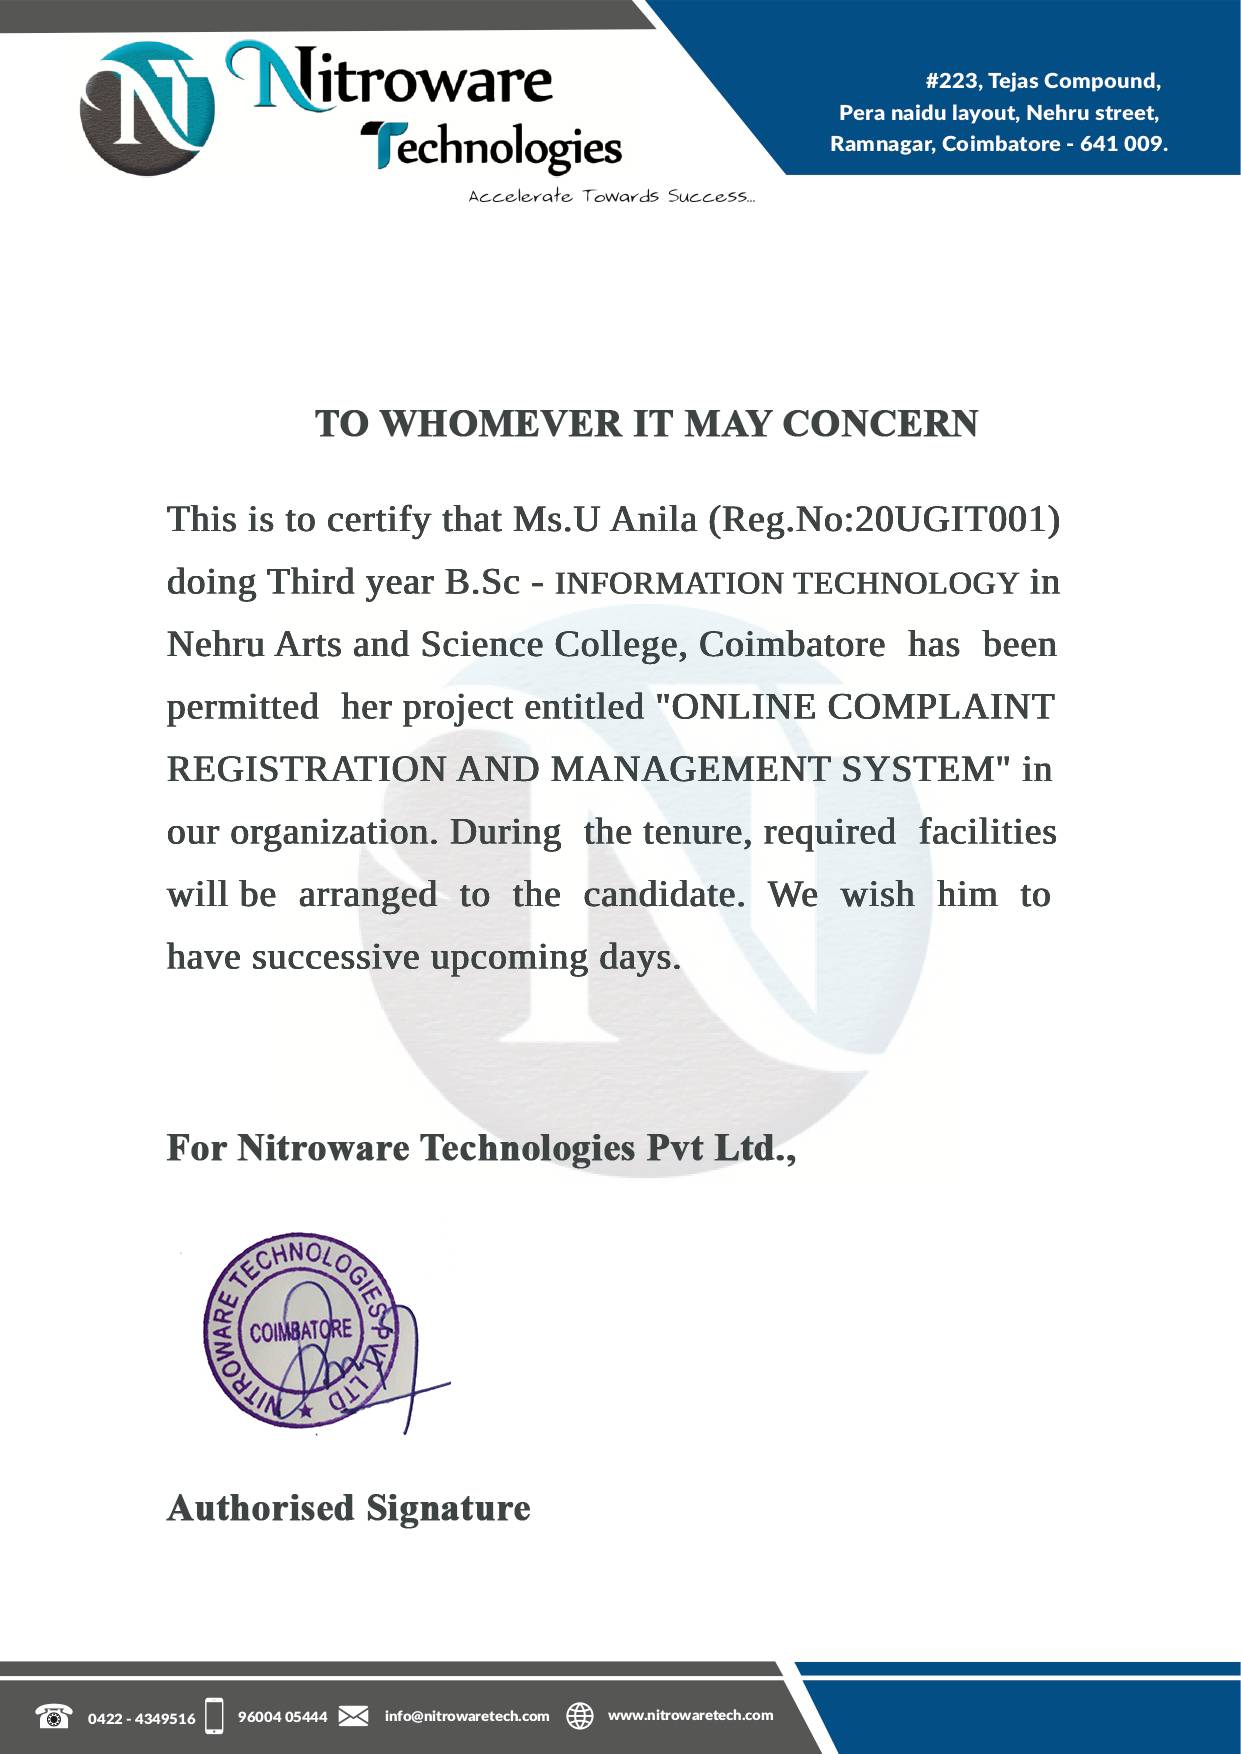 Nitroware
Technologies
Accelerate Towards Success...
#223, Tejas Compound,
Pera naidu layout, Nehru street,
Ramnagar, Coimbatore - 641 009.
TO WHOMEVER IT MAY CONCERN
This is to certify that Ms.U Anila (Reg.No:20UGIT001)
doing Third year B.Sc - INFORMATION TECHNOLOGY in
Nehru Arts and Science College, Coimbatore has been
permitted her project entitled "ONLINE COMPLAINT
REGISTRATION AND MANAGEMENT SYSTEM" in
our organization. During the tenure, required facilities
will be arranged to the candidate. We wish him to
have successive upcoming days.
For Nitroware Technologies Pvt Ltd.,
NITROWARE TECHNOLOGIES PVT LTD
COIMBATORE
Authorised Signature
0422 - 4349516 96004 05444 info@nitrowaretech.com www.nitrowaretech.com